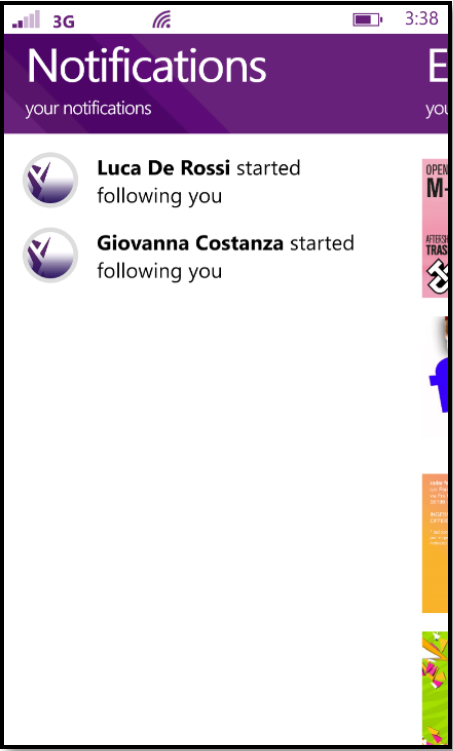 3G 3:38
Notifications E
your notifications you
Luca De Rossi started
following you
Giovanna Costanza started
following you
OPEN
M-
AFTERSH
TRAS